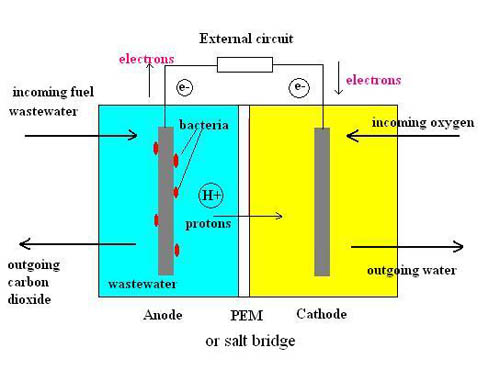 External circuit
electrons
e-
e-
electrons
incoming fuel
wastewater
bacteria
incoming oxygen
H+
protons
outgoing
carbon
dioxide
wastewater
outgoing water
Anode
PEM
Cathode
or salt bridge